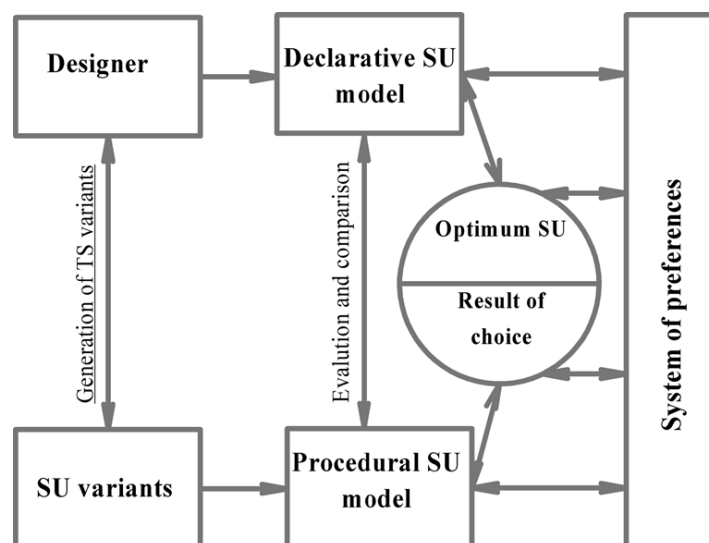 Designer
Declarative SU
model
Generation of TS variants
Evalution and comparison
Optimum SU
Result of
choice
System of preferences
SU variants
Procedural SU
model